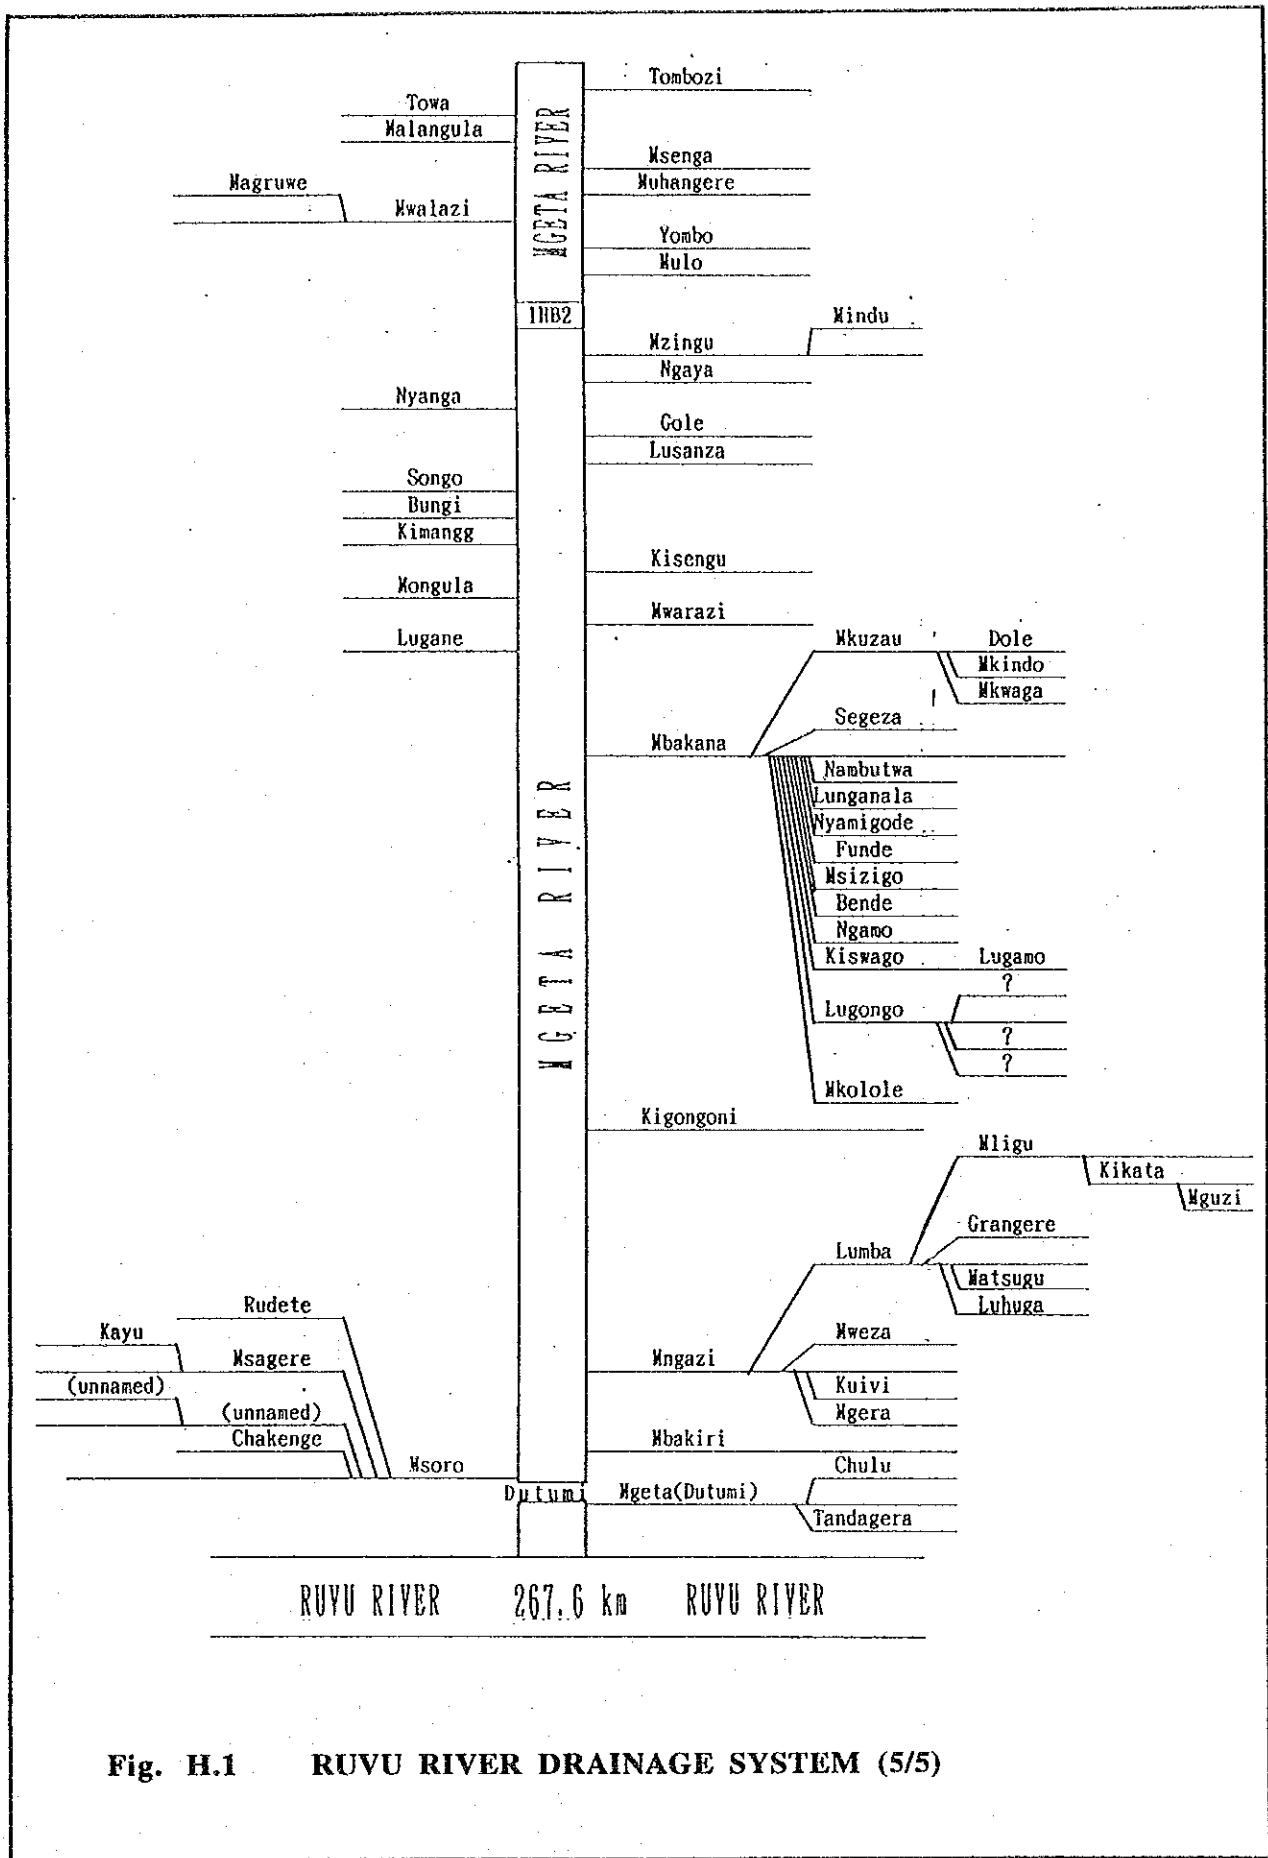 Tombozi
Towa
Malangula
MGETA RIVER
Msenga
Muhangere
Magruwe
Mwalazi
Yombo
Mulo
1HB2
Mindu
Mzingu
Ngaya
Nyanga
Gole
Lusanza
Songo
Bungi
Kimangg
Kisengu
Mongula
Mwarazi
Lugane
Mkuzau
Dole
Mkindo
Mkwaga
Segeza
Mbakana
Nambutwa
Lunganala
Nyamigode
Funde
Msizigo
Bende
Ngamo
Kiswago
Lugamo
?
Lugongo
?
?
Mkolole
MGETA RIVER
Kigongoni
Mligu
Kikata
Mguzi
Grangere
Lumba
Matsugu
Luhuga
Rudete
Kayu
Msagere
Mweza
Mngazi
(unnamed)
Kuivi
(unnamed)
Mgera
Chakenge
Mbakiri
Msoro
Chulu
Dutumi
Mgeta(Dutumi)
Tandagera
RUVU RIVER 267.6 km RUVU RIVER
Fig. H.1 RUVU RIVER DRAINAGE SYSTEM (5/5)